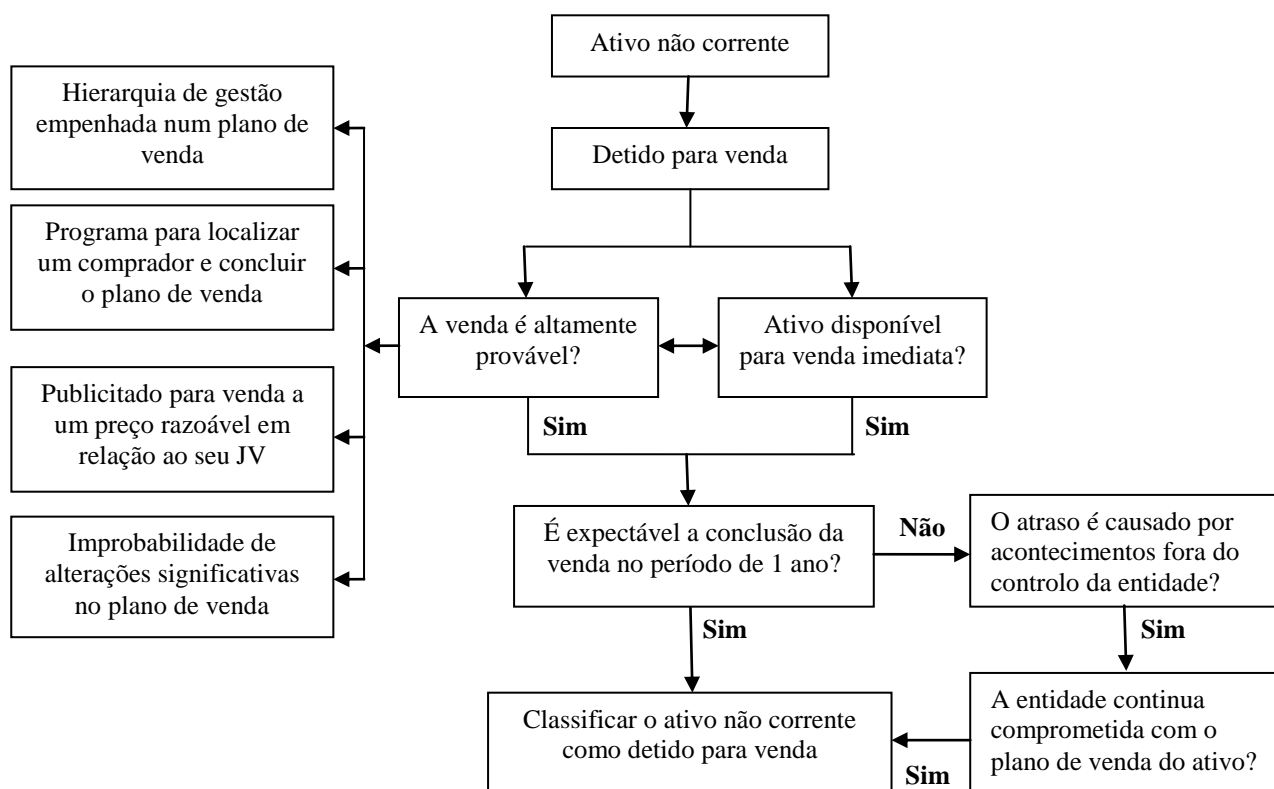 Ativo não corrente
Detido para venda
Hierarquia de gestão
empenhada num plano de
venda
Programa para localizar
um comprador e concluir
o plano de venda
Publicitado para venda a
um preço razoável em
relação ao seu JV
Improbabilidade de
alterações significativas
no plano de venda
A venda é altamente
provável?
Ativo disponível
para venda imediata?
Sim
Sim
É expectável a conclusão da
venda no período de 1 ano?
Não
O atraso é causado por
acontecimentos fora do
controlo da entidade?
Sim
Sim
Classificar o ativo não corrente
como detido para venda
A entidade continua
comprometida com o
plano de venda do ativo?
Sim